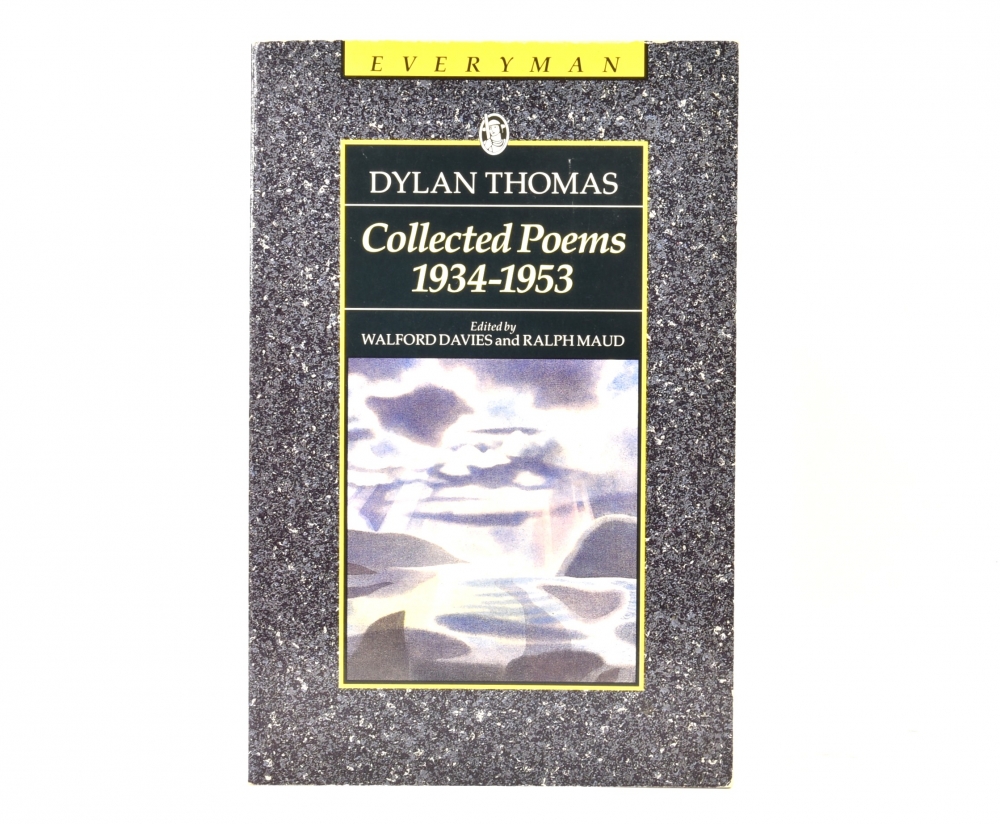 EVERYMAN
DYLAN THOMAS
Collected Poems
1934-1953
Edited by
WALFORD DAVIES and RALPH MAUD